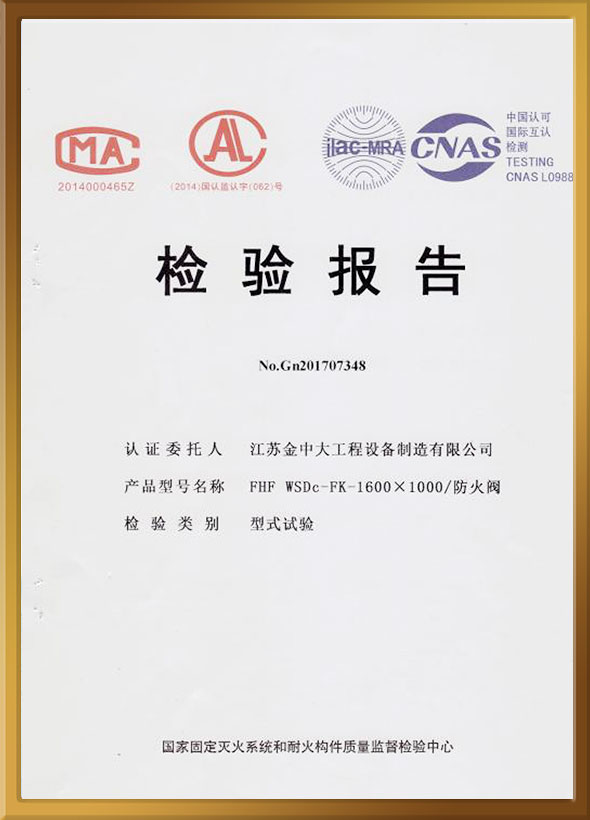 CMA
2014000465Z
CAL
(2014)国认监认字(062)号
ilac-MRA
CNAS
中国认可
国际互认
检测
TESTING
CNAS L0988
检验报告
No.Gn201707348
认证委托人 江苏金中大工程设备制造有限公司
产品型号名称 FHF WSDc-FK-1600×1000/防火阀
检验类别 型式试验
国家固定灭火系统和耐火构件质量监督检验中心